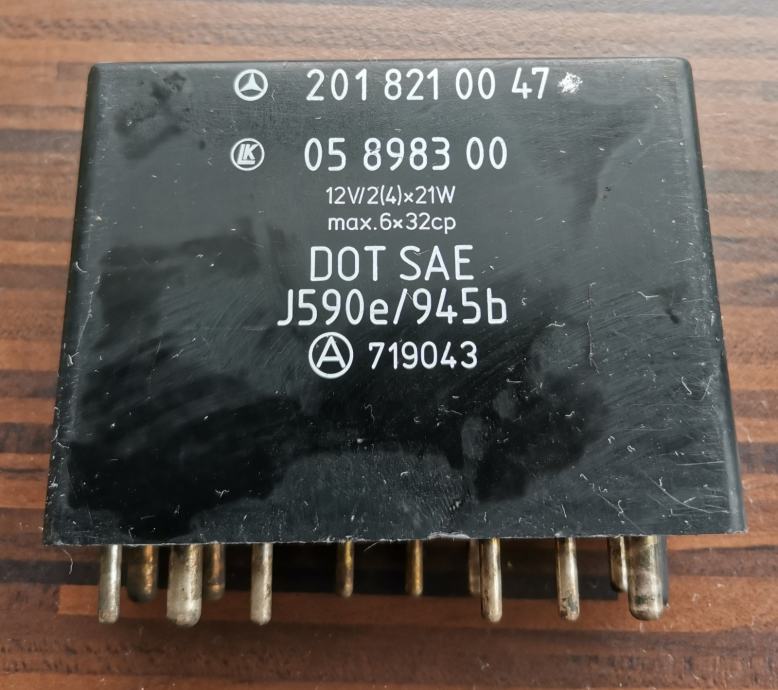 201 821 00 47
LK 05 8983 00
12V/2(4)×21W
max.6×32cp
DOT SAE
J590e/945b
A 719043